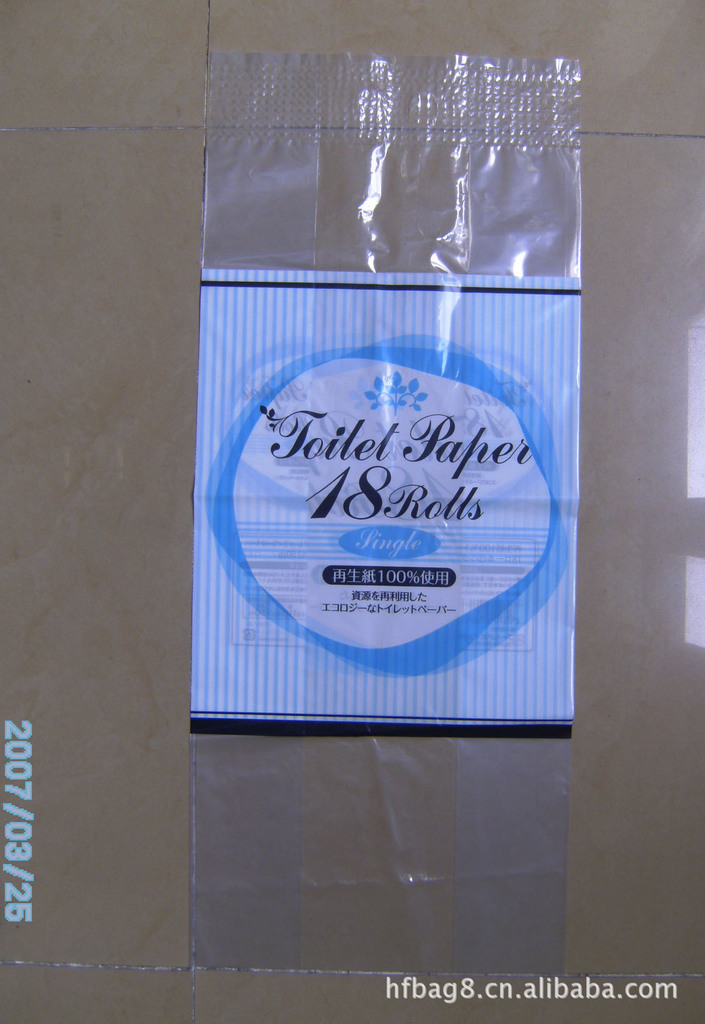 Toilet Paper
18 Rolls
Single
再生紙100%使用
資源を再利用した
エコロジーなトイレットペーパー
2007/03/25
hfbag8.cn.alibaba.com